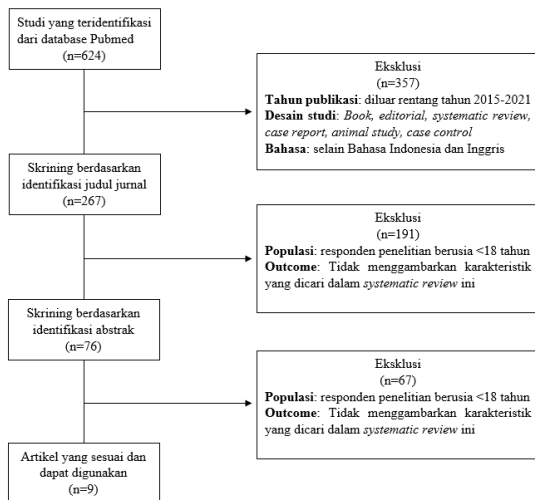 Studi yang teridentifikasi
dari database Pubmed
(n=624)
Eksklusi
(n=357)
Tahun publikasi: diluar rentang tahun 2015-2021
Desain studi: Book, editorial, systematic review,
case report, animal study, case control
Bahasa: selain Bahasa Indonesia dan Inggris
Skrining berdasarkan
identifikasi judul jurnal
(n=267)
Eksklusi
(n=191)
Populasi: responden penelitian berusia <18 tahun
Outcome: Tidak menggambarkan karakteristik
yang dicari dalam systematic review ini
Skrining berdasarkan
identifikasi abstrak
(n=76)
Eksklusi
(n=67)
Populasi: responden penelitian berusia <18 tahun
Outcome: Tidak menggambarkan karakteristik
yang dicari dalam systematic review ini
Artikel yang sesuai dan
dapat digunakan
(n=9)